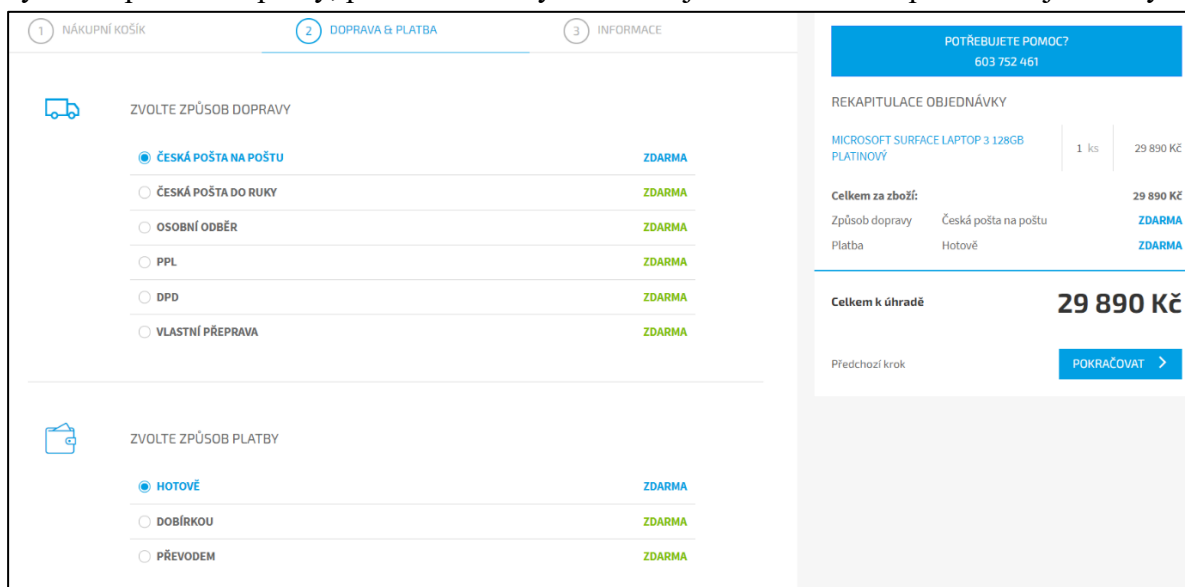 1 NÁKUPNÍ KOŠÍK
2 DOPRAVA & PLATBA
3 INFORMACE
ZVOLTE ZPŮSOB DOPRAVY
ČESKÁ POŠTA NA POŠTU ZDARMA
ČESKÁ POŠTA DO RUKY ZDARMA
OSOBNÍ ODBĚR ZDARMA
PPL ZDARMA
DPD ZDARMA
VLASTNÍ PŘEPRAVA ZDARMA
ZVOLTE ZPŮSOB PLATBY
HOTOVĚ ZDARMA
DOBÍRKOU ZDARMA
PŘEVODEM ZDARMA
POTŘEBUJETE POMOC?
603 752 461
REKAPITULACE OBJEDNÁVKY
MICROSOFT SURFACE LAPTOP 3 128GB
PLATINOVÝ
1 ks 29 890 Kč
Celkem za zboží: 29 890 Kč
Způsob dopravy Česká pošta na poštu ZDARMA
Platba Hotově ZDARMA
Celkem k úhradě 29 890 Kč
Předchozí krok POKRAČOVAT